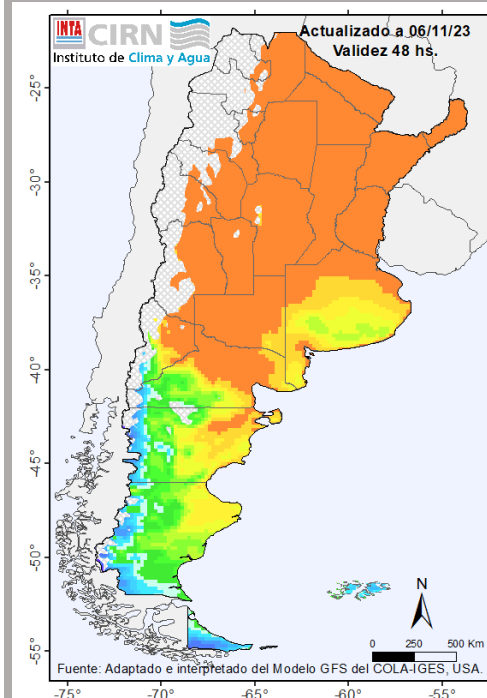 INTA CIRN
Instituto de Clima y Agua
Actualizado a 06/11/23
Validez 48 hs.
-25°
-30°
-35°
-40°
-45°
-50°
-55°
N
0 250 500 Km
Fuente: Adaptado e interpretado del Modelo GFS del COLA-IGES, USA.
-75° -70° -65° -60° -55°